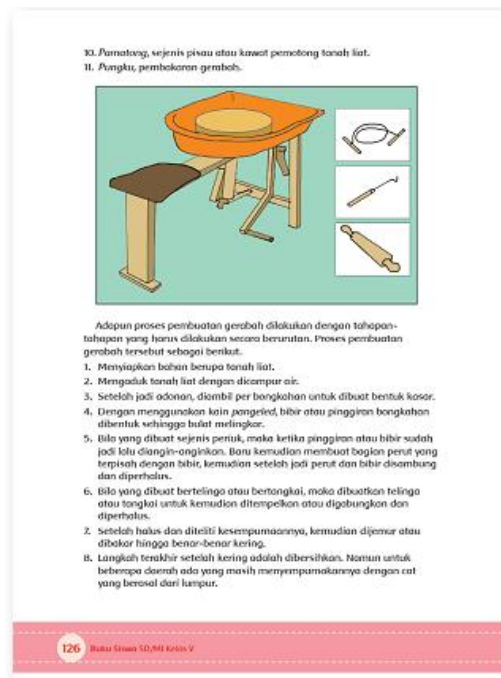 10. Pamatong, sejenis pisau atau kawat pemotong tanah liat.
11. Pungku, pembakaran gerabah.
Adapun proses pembuatan gerabah dilakukan dengan tahapan-
tahapan yang harus dilakukan secara berurutan. Proses pembuatan
gerabah tersebut sebagai berikut.
1. Menyiapkan bahan berupa tanah liat.
2. Mengaduk tanah liat dengan dicampur air.
3. Setelah jadi adonan, diambil per bongkahan untuk dibuat bentuk kasar.
4. Dengan menggunakan kain pangeled, bibir atau pinggiran bongkahan
dibentuk sehingga bulat melingkar.
5. Bila yang dibuat sejenis periuk, maka ketika pinggiran atau bibir sudah
jadi lalu diangin-anginkan. Baru kemudian membuat bagian perut yang
terpisah dengan bibir, kemudian setelah jadi perut dan bibir disambung
dan diperhalus.
6. Bila yang dibuat bertelinga atau bertangkai, maka dibuatkan telinga
atau tangkai untuk kemudian ditempelkan atau digabungkan dan
diperhalus.
7. Setelah halus dan diteliti kesempurnaannya, kemudian dijemur atau
dibakar hingga benar-benar kering.
8. Langkah terakhir setelah kering adalah dibersihkan. Namun untuk
beberapa daerah ada yang masih menyempurnakannya dengan cat
yang berasal dari lumpur.
126 Buku Siswa SD/MI Kelas V